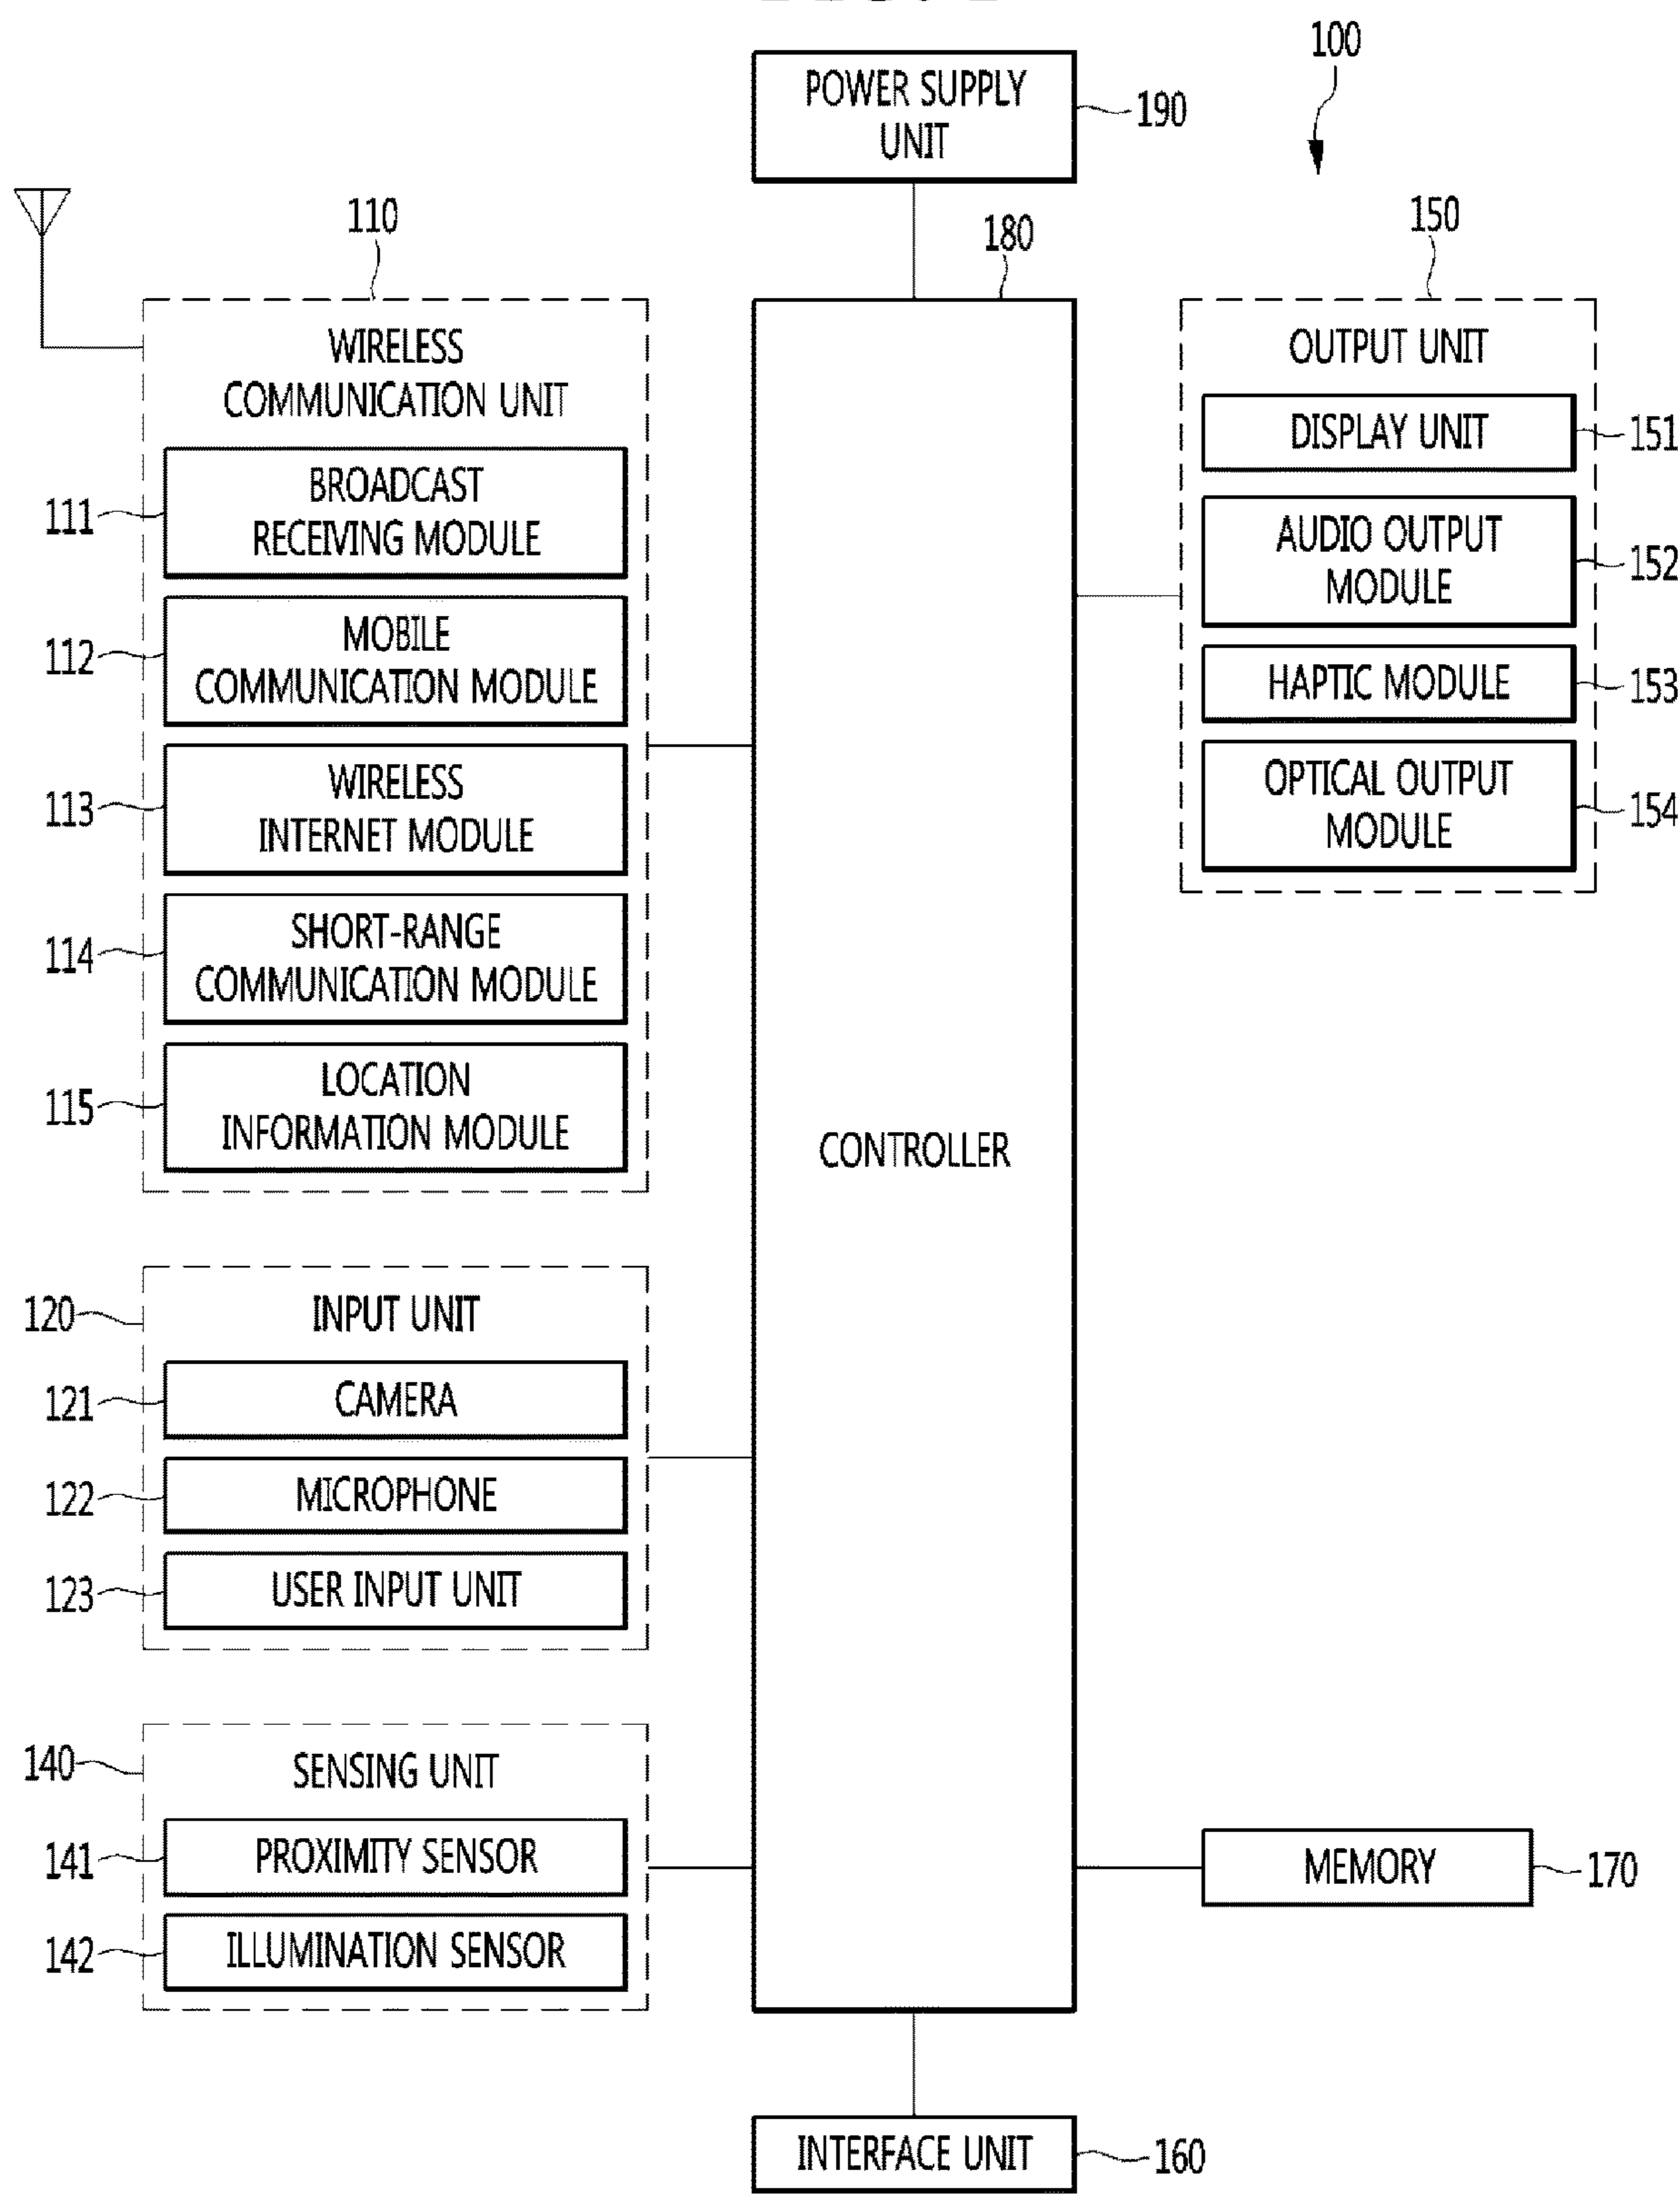 100
POWER SUPPLY
UNIT
190
110
180
150
WIRELESS
COMMUNICATION UNIT
OUTPUT UNIT
BROADCAST
RECEIVING MODULE
111
MOBILE
COMMUNICATION MODULE
112
WIRELESS
INTERNET MODULE
113
SHORT-RANGE
COMMUNICATION MODULE
114
LOCATION
INFORMATION MODULE
115
DISPLAY UNIT
151
AUDIO OUTPUT
MODULE
152
HAPTIC MODULE
153
OPTICAL OUTPUT
MODULE
154
CONTROLLER
120
INPUT UNIT
121
CAMERA
122
MICROPHONE
123
USER INPUT UNIT
140
SENSING UNIT
141
PROXIMITY SENSOR
142
ILLUMINATION SENSOR
MEMORY
170
INTERFACE UNIT
160